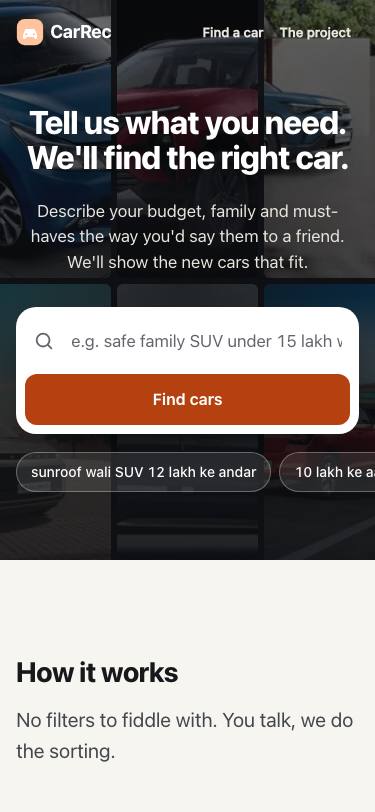 CarRec
Find a car
The project
Tell us what you need.
We'll find the right car.
Describe your budget, family and must-
haves the way you'd say them to a friend.
We'll show the new cars that fit.
e.g. safe family SUV under 15 lakh
Find cars
sunroof wali SUV 12 lakh ke andar
10 lakh ke
How it works
No filters to fiddle with. You talk, we do
the sorting.